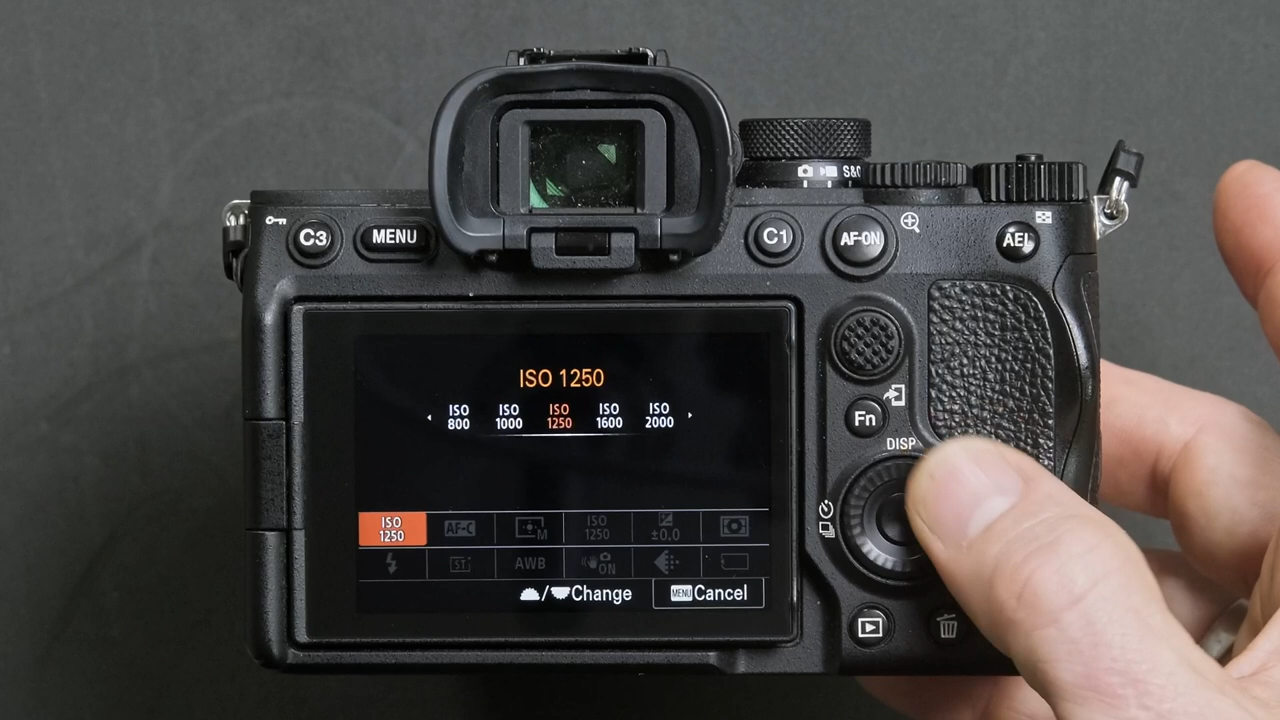 S&Q
C3
MENU
C1
AF-ON
AEL
ISO 1250
ISO 800
ISO 1000
ISO 1250
ISO 1600
ISO 2000
Fn
DISP
ISO 1250
AF-C
M
ISO 1250
±0.0
ST
AWB
ON
/ Change
MENU Cancel